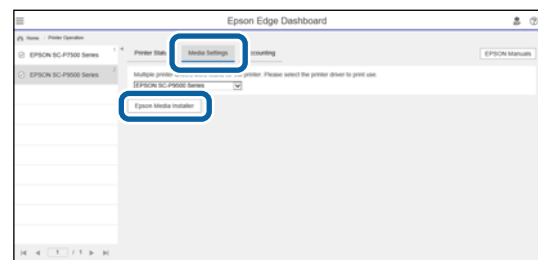 Epson Edge Dashboard
Home Printer Operation
EPSON SC-P7500 Series
EPSON SC-P9500 Series
Printer Media Settings ccounting
EPSON Manuals
Multiple printer on the printer. Please select the printer driver to print use.
EPSON SC-P9500 Series
Epson Media Installer
1 / 1